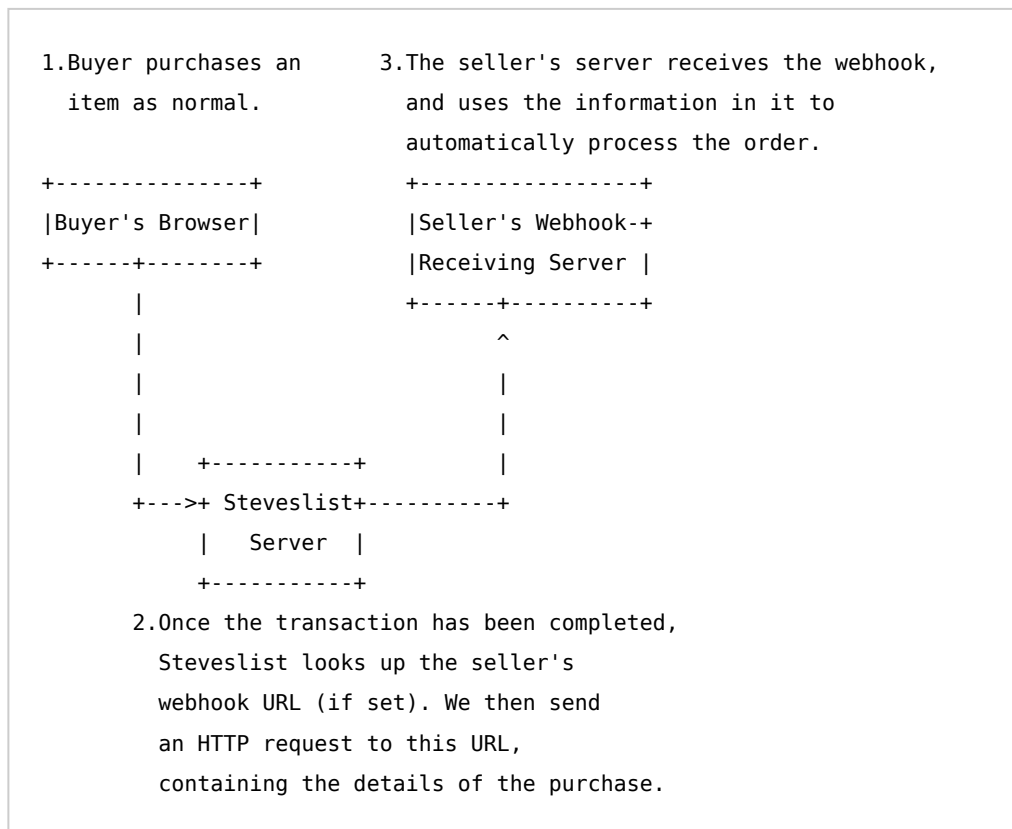 1.Buyer purchases an
item as normal.
3.The seller's server receives the webhook,
and uses the information in it to
automatically process the order.
Buyer's Browser
Seller's Webhook
Receiving Server
Steveslist
Server
2.Once the transaction has been completed,
Steveslist looks up the seller's
webhook URL (if set). We then send
an HTTP request to this URL,
containing the details of the purchase.